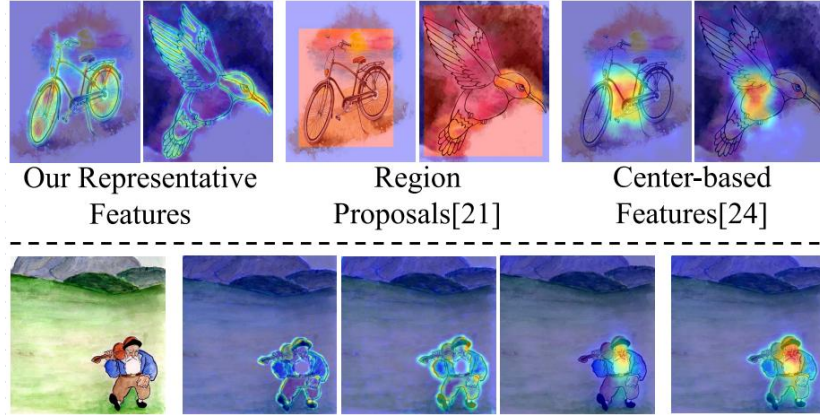 Our Representative
Features
Region
Proposals[21]
Center-based
Features[24]